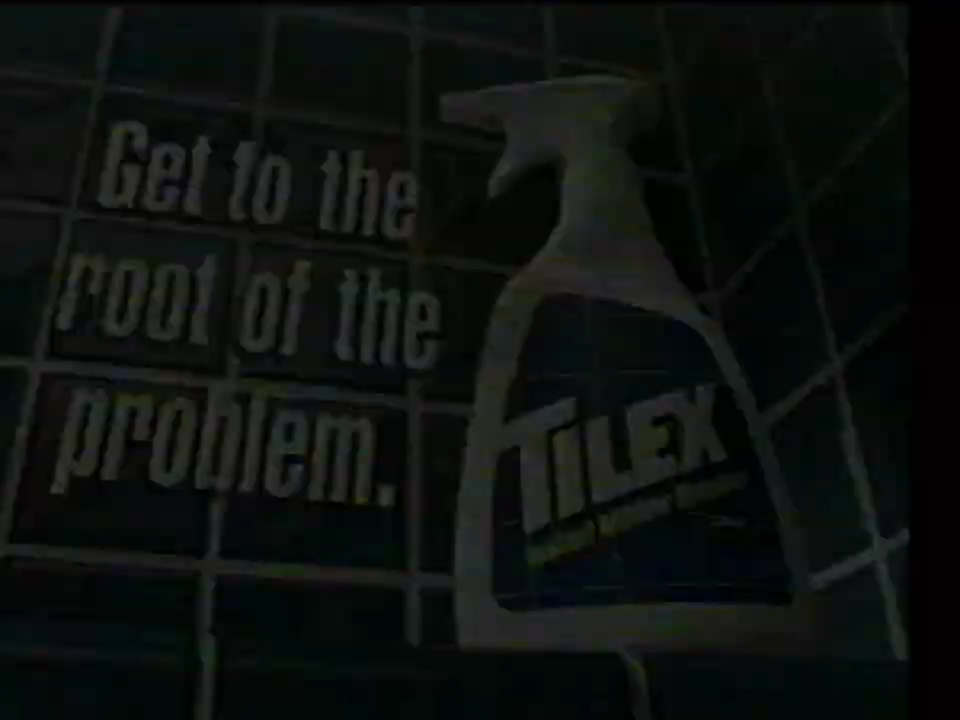 Get to the
root of the
problem.
TILEX